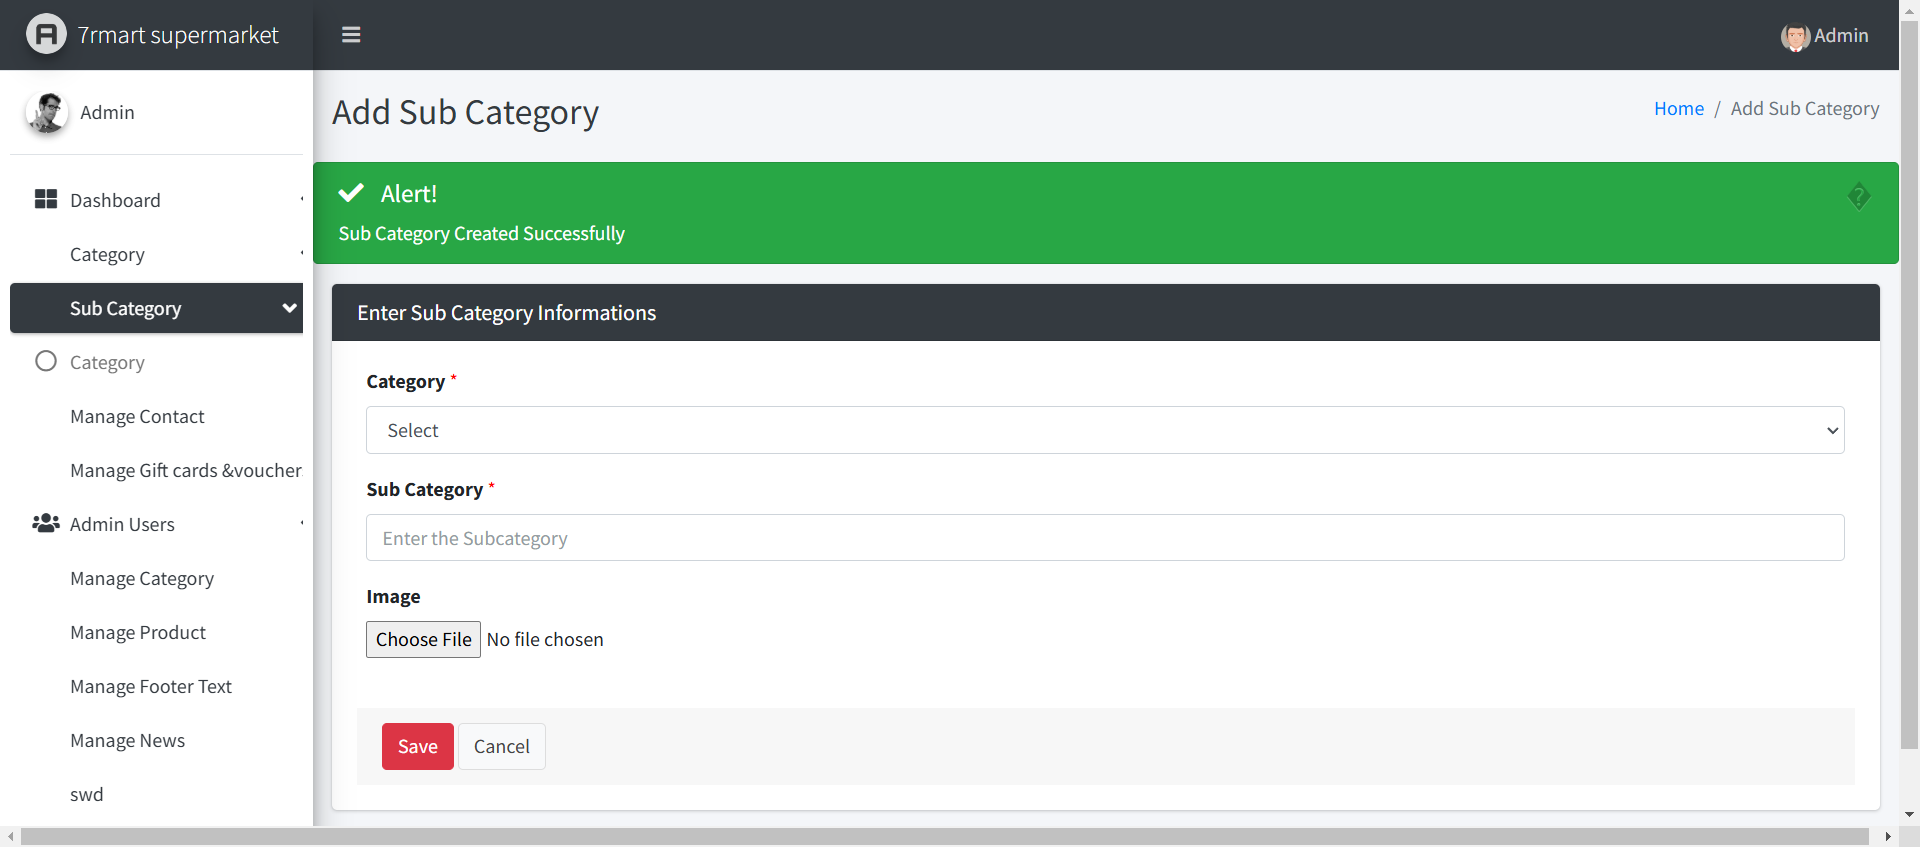 7rmart supermarket
Admin
Admin
Dashboard
Category
Sub Category
Category
Manage Contact
Manage Gift cards &voucher
Admin Users
Manage Category
Manage Product
Manage Footer Text
Manage News
swd
Add Sub Category
Home / Add Sub Category
Alert!
Sub Category Created Successfully
Enter Sub Category Informations
Category *
Select
Sub Category *
Enter the Subcategory
Image
Choose File No file chosen
Save Cancel